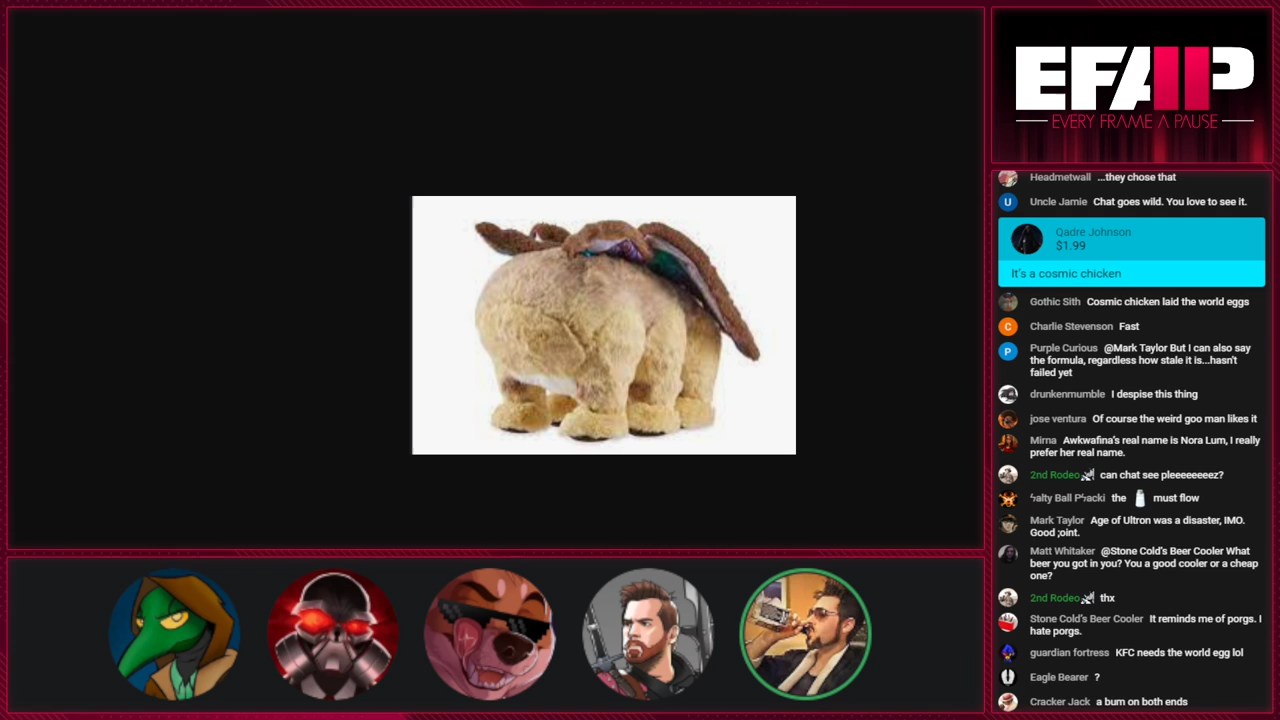 EFAP
EVERY FRAME A PAUSE
Headmetwall ...they chose that
U Uncle Jamie Chat goes wild. You love to see it.
Qadre Johnson
$1.99
It's a cosmic chicken
Gothic Sith Cosmic chicken laid the world eggs
C Charlie Stevenson Fast
P Purple Curious @Mark Taylor But I can also say
the formula, regardless how stale it is...hasn't
failed yet
drunkenmumble I despise this thing
jose ventura Of course the weird goo man likes it
Mirna Awkwafina's real name is Nora Lum, I really
prefer her real name.
2nd Rodeo can chat see pleeeeeeeez?
ϟalty Ball Pϟacki the must flow
Mark Taylor Age of Ultron was a disaster, IMO.
Good ;oint.
Matt Whitaker @Stone Cold's Beer Cooler What
beer you got in you? You a good cooler or a cheap
one?
2nd Rodeo thx
Stone Cold's Beer Cooler It reminds me of porgs. I
hate porgs.
guardian fortress KFC needs the world egg lol
Eagle Bearer ?
Cracker Jack a bum on both ends